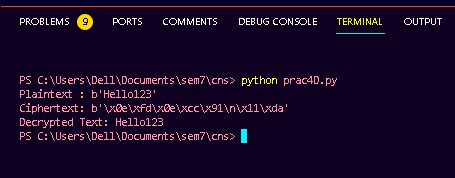 PROBLEMS 9 PORTS COMMENTS DEBUG CONSOLE TERMINAL OUTPUT
PS C:\Users\Dell\Documents\sem7\cns> python prac4D.py
Plaintext : b'Hello123'
Ciphertext: b'\x0e\xfd\x0e\xcc\x91\n\x11\xda'
Decrypted Text: Hello123
PS C:\Users\Dell\Documents\sem7\cns>